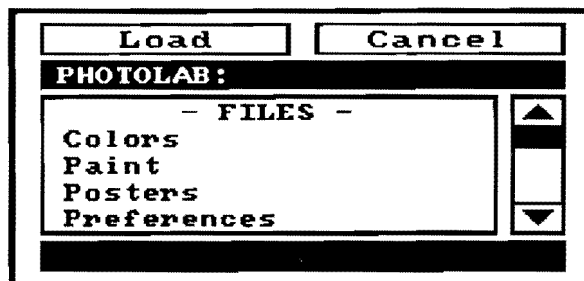 Load Cancel
PHOTOLAB:
- FILES -
Colors
Paint
Posters
Preferences